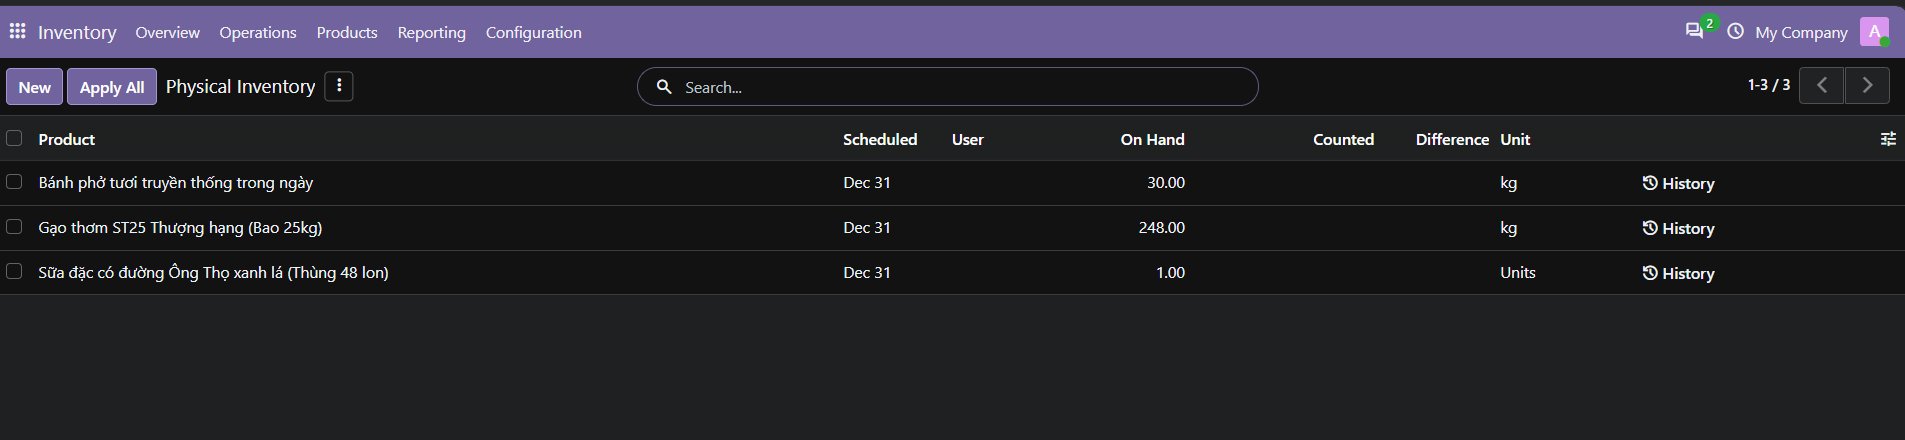 Inventory Overview Operations Products Reporting Configuration 2 My Company A
New Apply All Physical Inventory Search... 1-3 / 3
Product Scheduled User On Hand Counted Difference Unit
Bánh phở tươi truyền thống trong ngày Dec 31 30.00 kg History
Gạo thơm ST25 Thượng hạng (Bao 25kg) Dec 31 248.00 kg History
Sữa đặc có đường Ông Thọ xanh lá (Thùng 48 lon) Dec 31 1.00 Units History